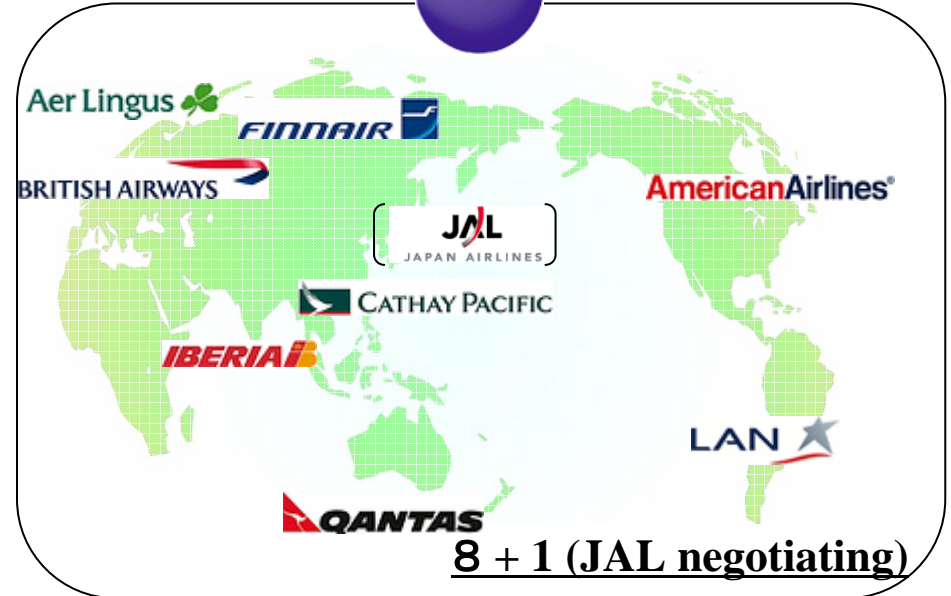 Aer Lingus
FINNAIR
BRITISH AIRWAYS
AmericanAirlines®
JAL
JAPAN AIRLINES
CATHAY PACIFIC
IBERIA
LAN
QANTAS
８ + 1 (JAL negotiating)